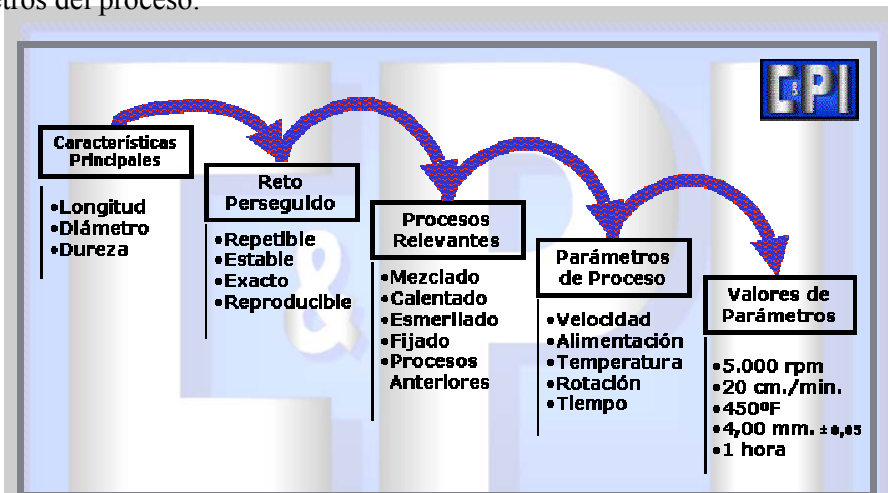 del proceso.
E&PI
Características
Principales
•Longitud
•Diámetro
•Dureza
Reto
Perseguido
•Repetible
•Estable
•Exacto
•Reproducible
Procesos
Relevantes
•Mezclado
•Calentado
•Esmerilado
•Fijado
•Procesos
Anteriores
Parámetros
de Proceso
•Velocidad
•Alimentación
•Temperatura
•Rotación
•Tiempo
Valores de
Parámetros
•5.000 rpm
•20 cm./min.
•450ºF
•4,00 mm. ± 0,05
•1 hora